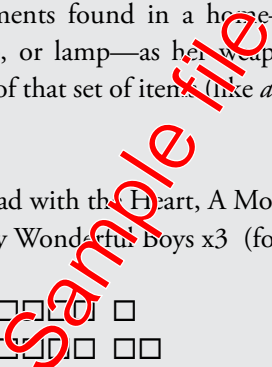 ments found in a home-
, or lamp—as her weap
of that set of items (like a
ad with the Heart, A Mo
y Wonderful Boys x3 (fo
Sample file